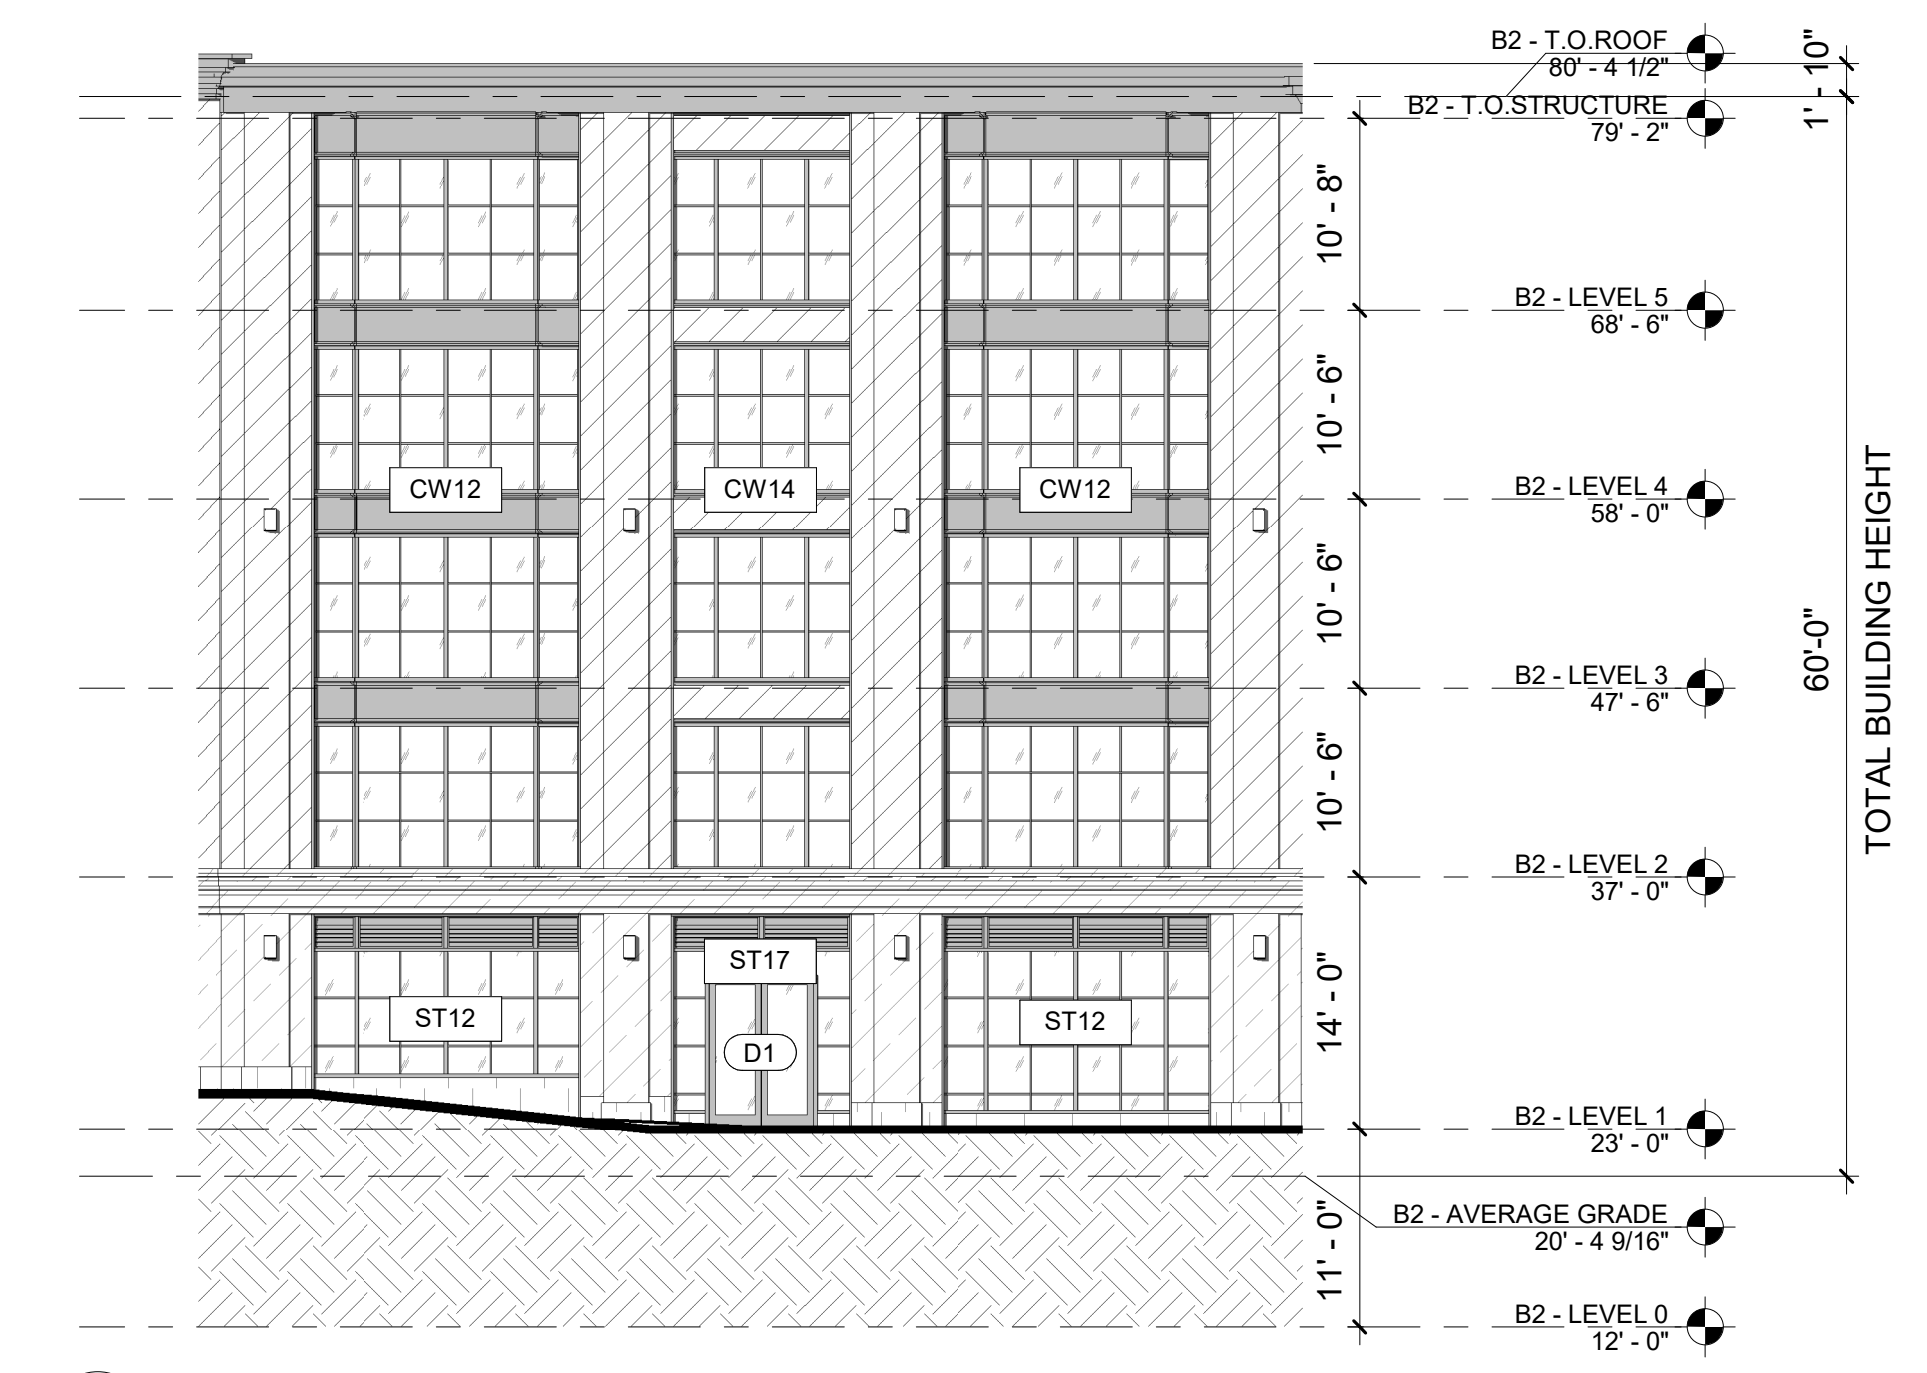 B2 - T.O.ROOF
80' - 4 1/2"
1' - 10"
B2 - T.O.STRUCTURE
79' - 2"
10' - 8"
B2 - LEVEL 5
68' - 6"
10' - 6"
CW12
CW14
CW12
B2 - LEVEL 4
58' - 0"
10' - 6"
TOTAL BUILDING HEIGHT
60'-0"
B2 - LEVEL 3
47' - 6"
10' - 6"
B2 - LEVEL 2
37' - 0"
ST17
ST12
ST12
D1
14' - 0"
B2 - LEVEL 1
23' - 0"
B2 - AVERAGE GRADE
20' - 4 9/16"
11' - 0"
B2 - LEVEL 0
12' - 0"